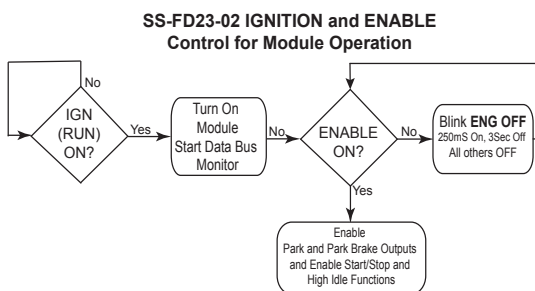 SS-FD23-02 IGNITION and ENABLE
Control for Module Operation
No
IGN
(RUN)
ON?
Yes
Turn On
Module
Start Data Bus
Monitor
No
ENABLE
ON?
No
Blink ENG OFF
250mS On, 3Sec Off
All others OFF
Yes
Enable
Park and Park Brake Outputs
and Enable Start/Stop and
High Idle Functions